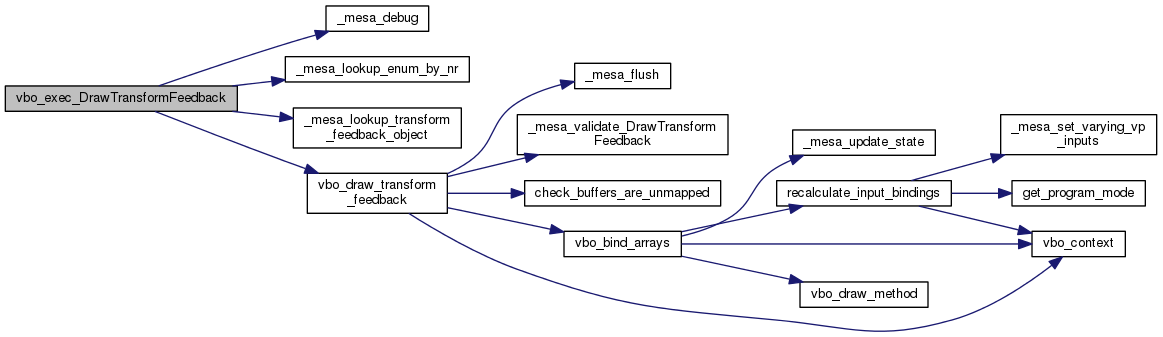 vbo_exec_DrawTransformFeedback
_mesa_debug
_mesa_lookup_enum_by_nr
_mesa_lookup_transform
_feedback_object
vbo_draw_transform
_feedback
_mesa_flush
_mesa_validate_DrawTransform
Feedback
check_buffers_are_unmapped
vbo_bind_arrays
_mesa_update_state
recalculate_input_bindings
vbo_draw_method
_mesa_set_varying_vp
_inputs
get_program_mode
vbo_context